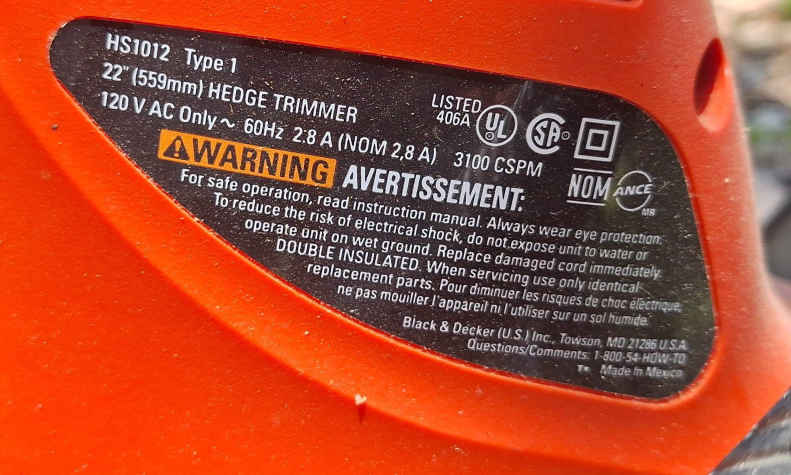 HS1012 Type 1
22" (559mm) HEDGE TRIMMER
120 V AC Only ~ 60Hz 2.8 A (NOM 2,8 A) 3100 CSPM
LISTED
406A
UL
SA
NOM
ANCE
MR
WARNING AVERTISSEMENT:
For safe operation, read instruction manual. Always wear eye protection.
To reduce the risk of electrical shock, do not expose unit to water or
operate unit on wet ground. Replace damaged cord immediately.
DOUBLE INSULATED. When servicing use only identical
replacement parts. Pour diminuer les risques de choc électrique,
ne pas mouiller l'appareil ni l'utiliser sur un sol humide.
Black & Decker (U.S.) Inc., Towson, MD 21286 U.S.A.
Questions/Comments: 1-800-54-HOW-TO
Made in Mexico